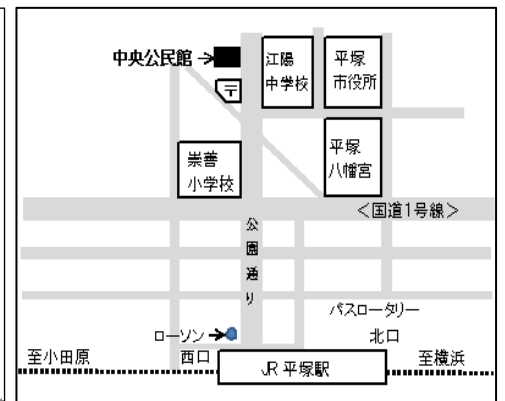 中央公民館→
江陽
中学校
平塚
市役所
〒
平塚
八幡宮
崇善
小学校
＜国道1号線＞
公園通り
バスロータリー
ローソン→
北口
西口
至小田原
至横浜
JR 平塚駅